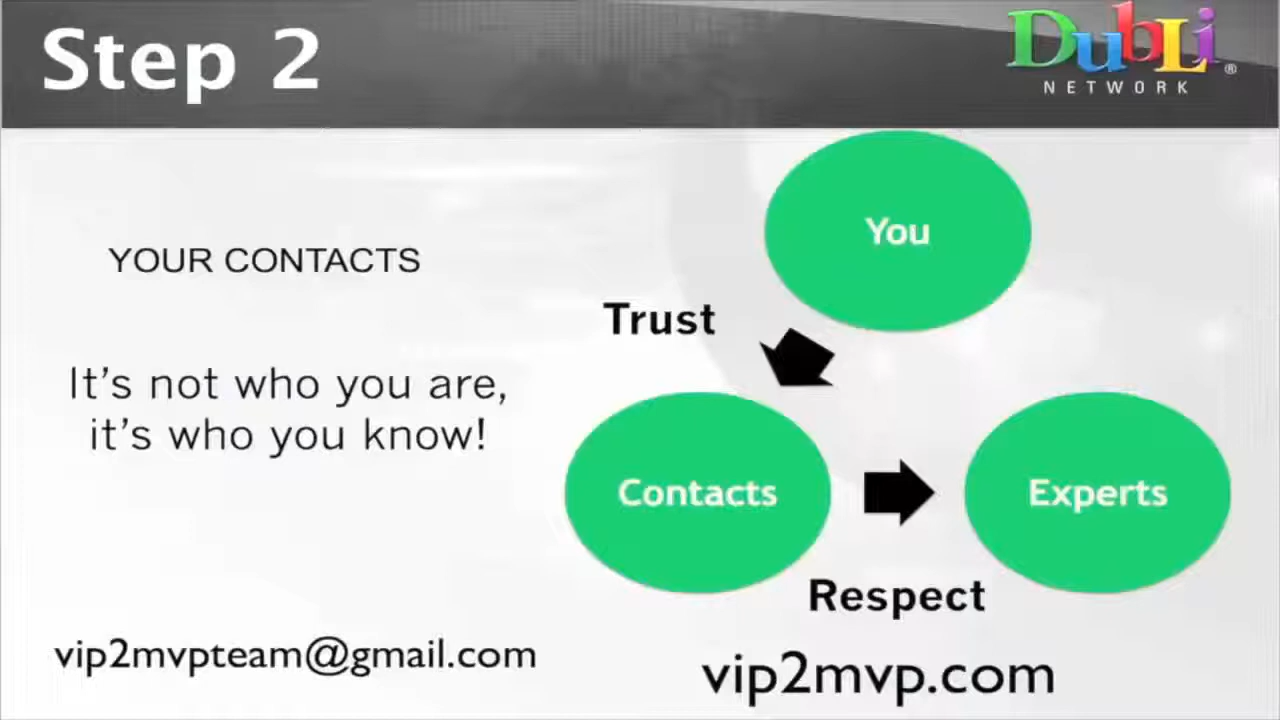 Step 2
DubLi
NETWORK
®
You
YOUR CONTACTS
Trust
It's not who you are,
it's who you know!
Contacts
Experts
Respect
vip2mvpteam@gmail.com
vip2mvp.com